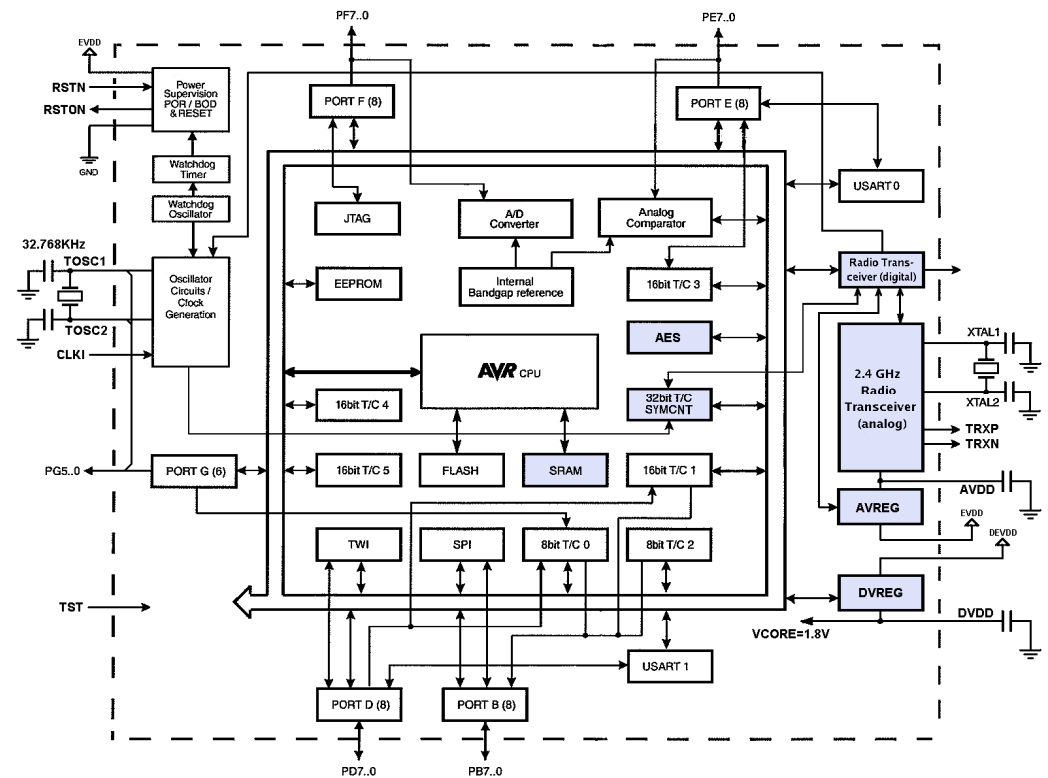 PF7..0
PE7..0
EVDD
RSTN
RSTON
GND
Power
Supervision
POR / BOD
& RESET
PORT F (8)
PORT E (8)
Watchdog
Timer
Watchdog
Oscillator
USART 0
JTAG
A/D
Converter
Analog
Comparator
32.768KHz
TOSC1
TOSC2
CLKI
Oscillator
Circuits /
Clock
Generation
EEPROM
Internal
Bandgap reference
16bit T/C 3
Radio Trans-
ceiver (digital)
AES
AVR CPU
XTAL1
XTAL2
2.4 GHz
Radio
Transceiver
(analog)
TRXP
TRXN
16bit T/C 4
32bit T/C
SYMCNT
PG5..0
PORT G (6)
16bit T/C 5
FLASH
SRAM
16bit T/C 1
AVDD
AVREG
EVDD
DEVDD
TWI
SPI
8bit T/C 0
8bit T/C 2
DVREG
TST
DVDD
VCORE=1.8V
USART 1
PORT D (8)
PORT B (8)
PD7..0
PB7..0